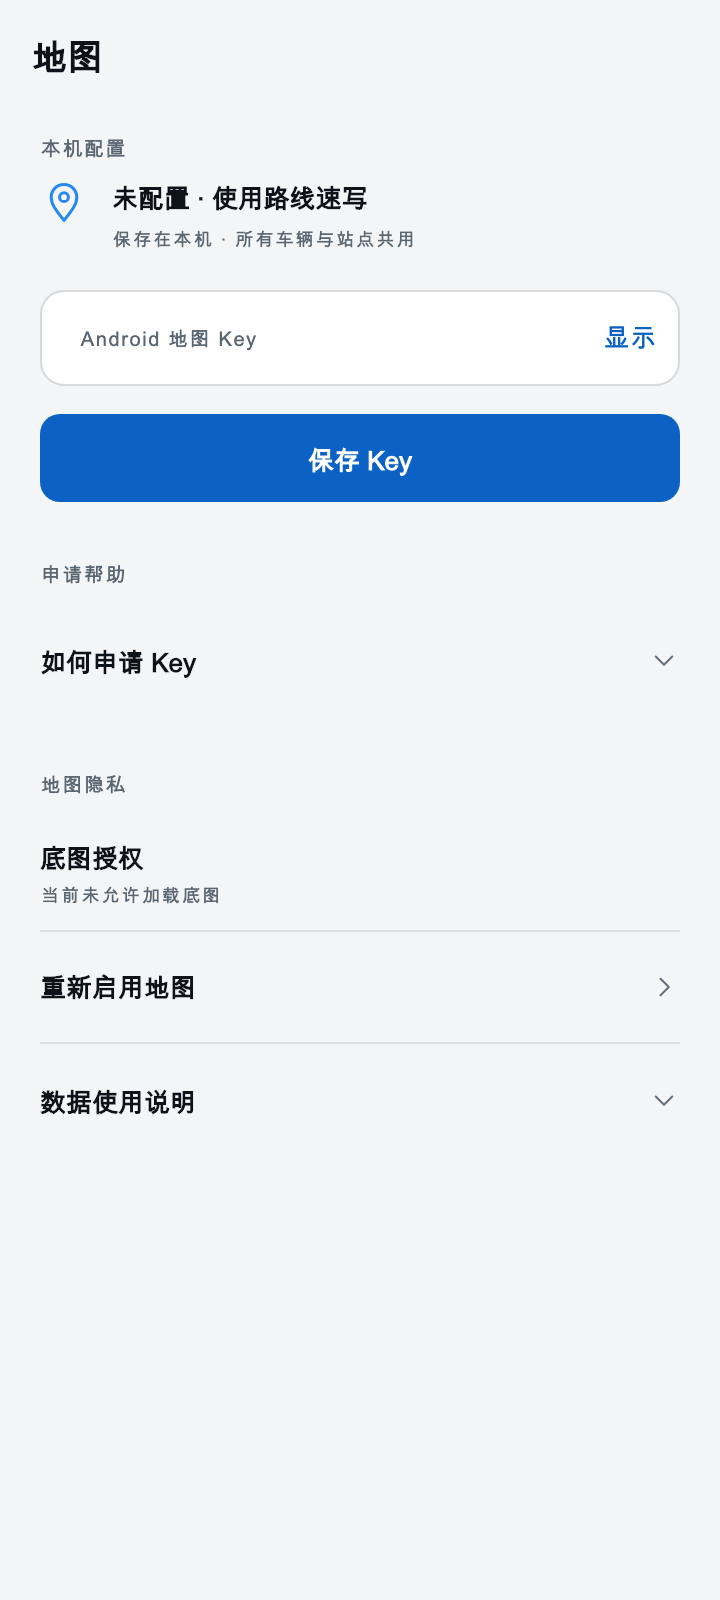 地图
本机配置
未配置 · 使用路线速写
保存在本机 · 所有车辆与站点共用
Android 地图 Key
显示
保存 Key
申请帮助
如何申请 Key
地图隐私
底图授权
当前未允许加载底图
重新启用地图
数据使用说明